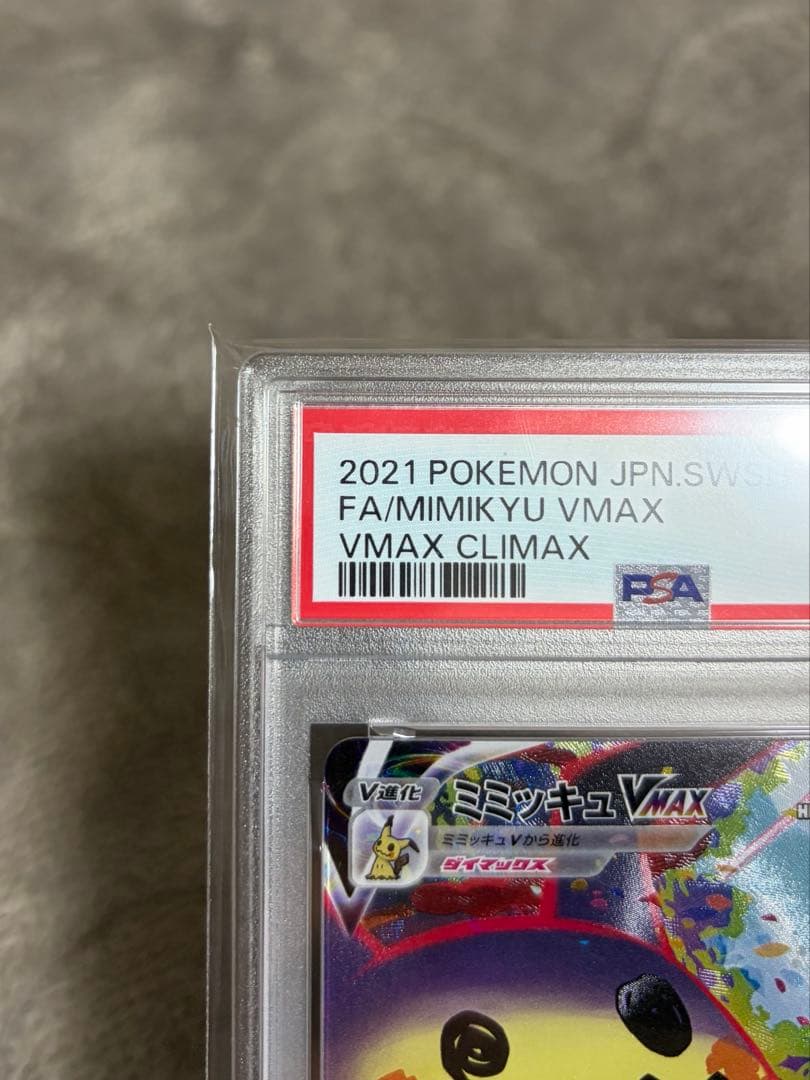 2021 POKEMON JPN.SWSH
FA/MIMIKYU VMAX
VMAX CLIMAX
PSA
V進化
ミミッキュVMAX
ミミッキュVから進化
ダイマックス